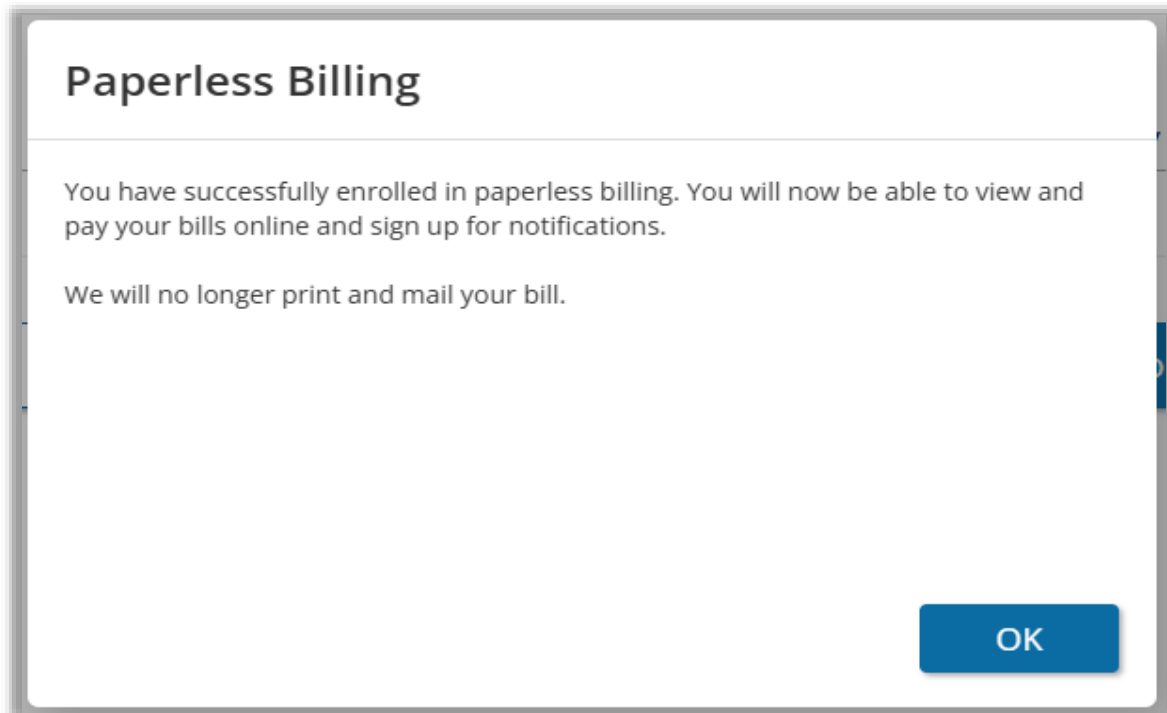 Paperless Billing
You have successfully enrolled in paperless billing. You will now be able to view and
pay your bills online and sign up for notifications.
We will no longer print and mail your bill.
OK